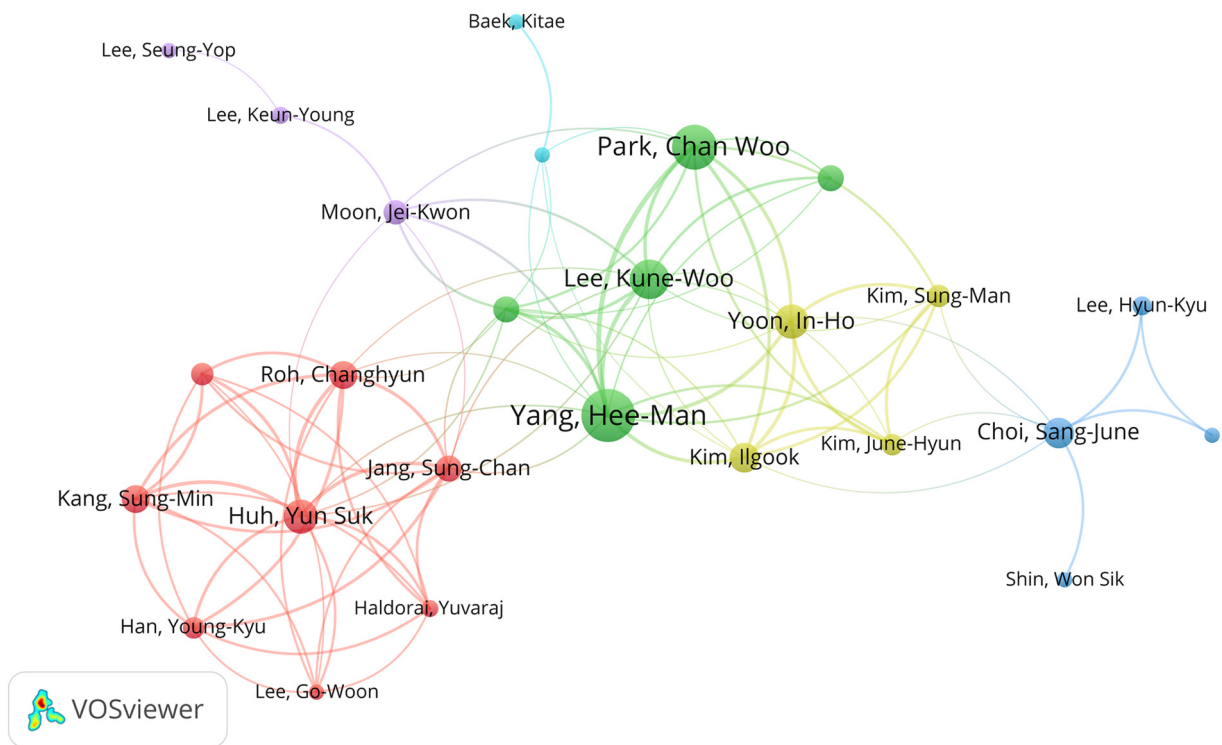 Baek, Kitae
Lee, Seung-Yop
Lee, Keun-Young
Park, Chan Woo
Moon, Jei-Kwon
Lee, Kune-Woo
Kim, Sung-Man
Lee, Hyun-Kyu
Yoon, In-Ho
Roh, Changhyun
Yang, Hee-Man
Choi, Sang-June
Kim, June-Hyun
Kim, Ilgook
Jang, Sung-Chan
Kang, Sung-Min
Huh, Yun Suk
Shin, Won Sik
Haldorai, Yuvaraj
Han, Young-Kyu
Lee, Go-Woon
VOSviewer